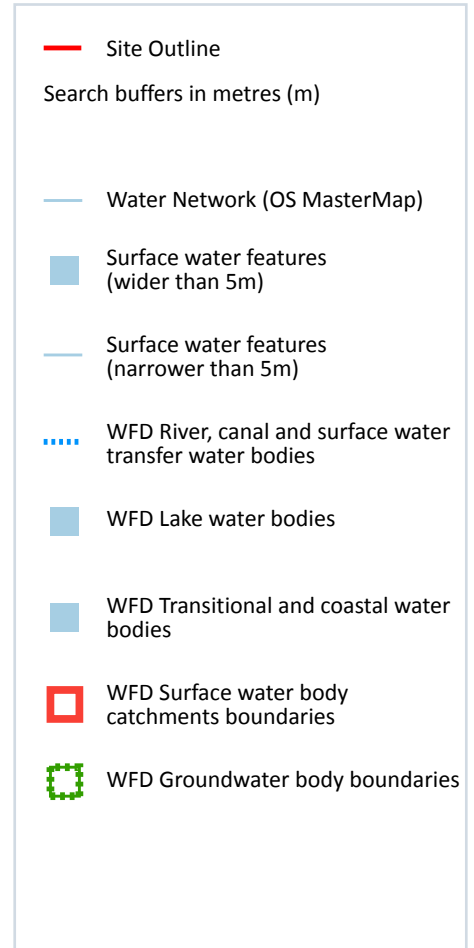 Site Outline
Search buffers in metres (m)
Water Network (OS MasterMap)
Surface water features
(wider than 5m)
Surface water features
(narrower than 5m)
WFD River, canal and surface water
transfer water bodies
WFD Lake water bodies
WFD Transitional and coastal water
bodies
WFD Surface water body
catchments boundaries
WFD Groundwater body boundaries